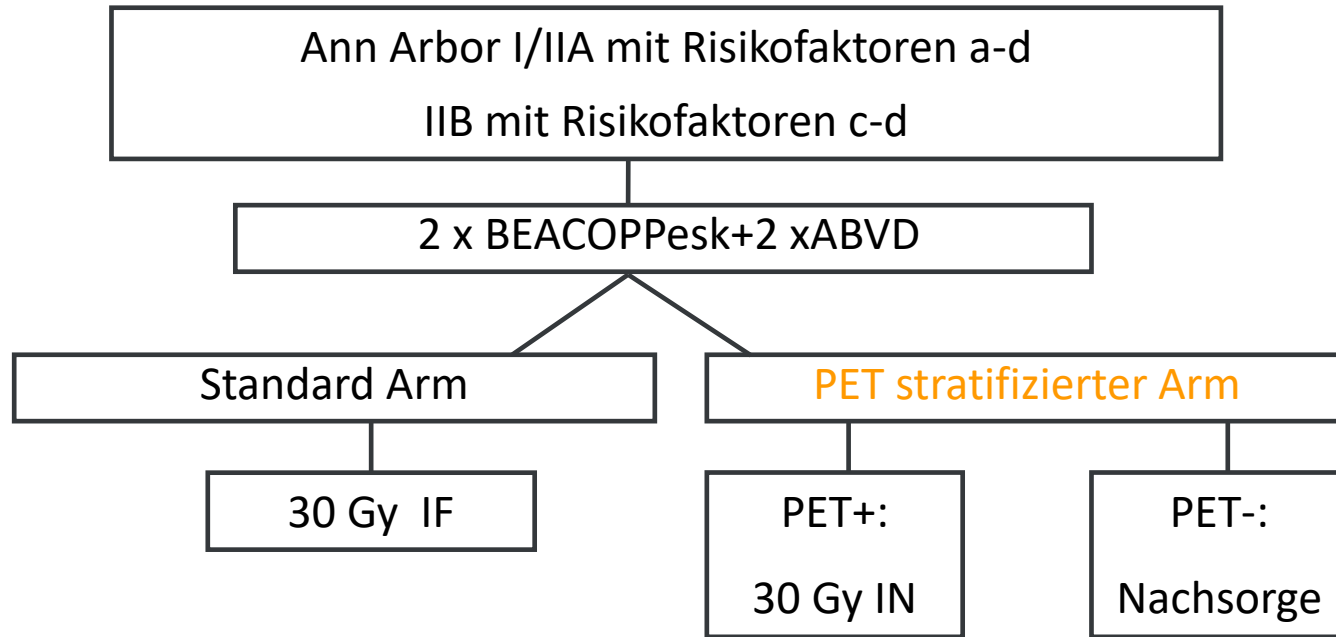 Ann Arbor I/IIA mit Risikofaktoren a-d
IIB mit Risikofaktoren c-d
2 x BEACOPPesk+2 xABVD
Standard Arm
PET stratifizierter Arm
30 Gy IF
PET+:
30 Gy IN
PET-:
Nachsorge